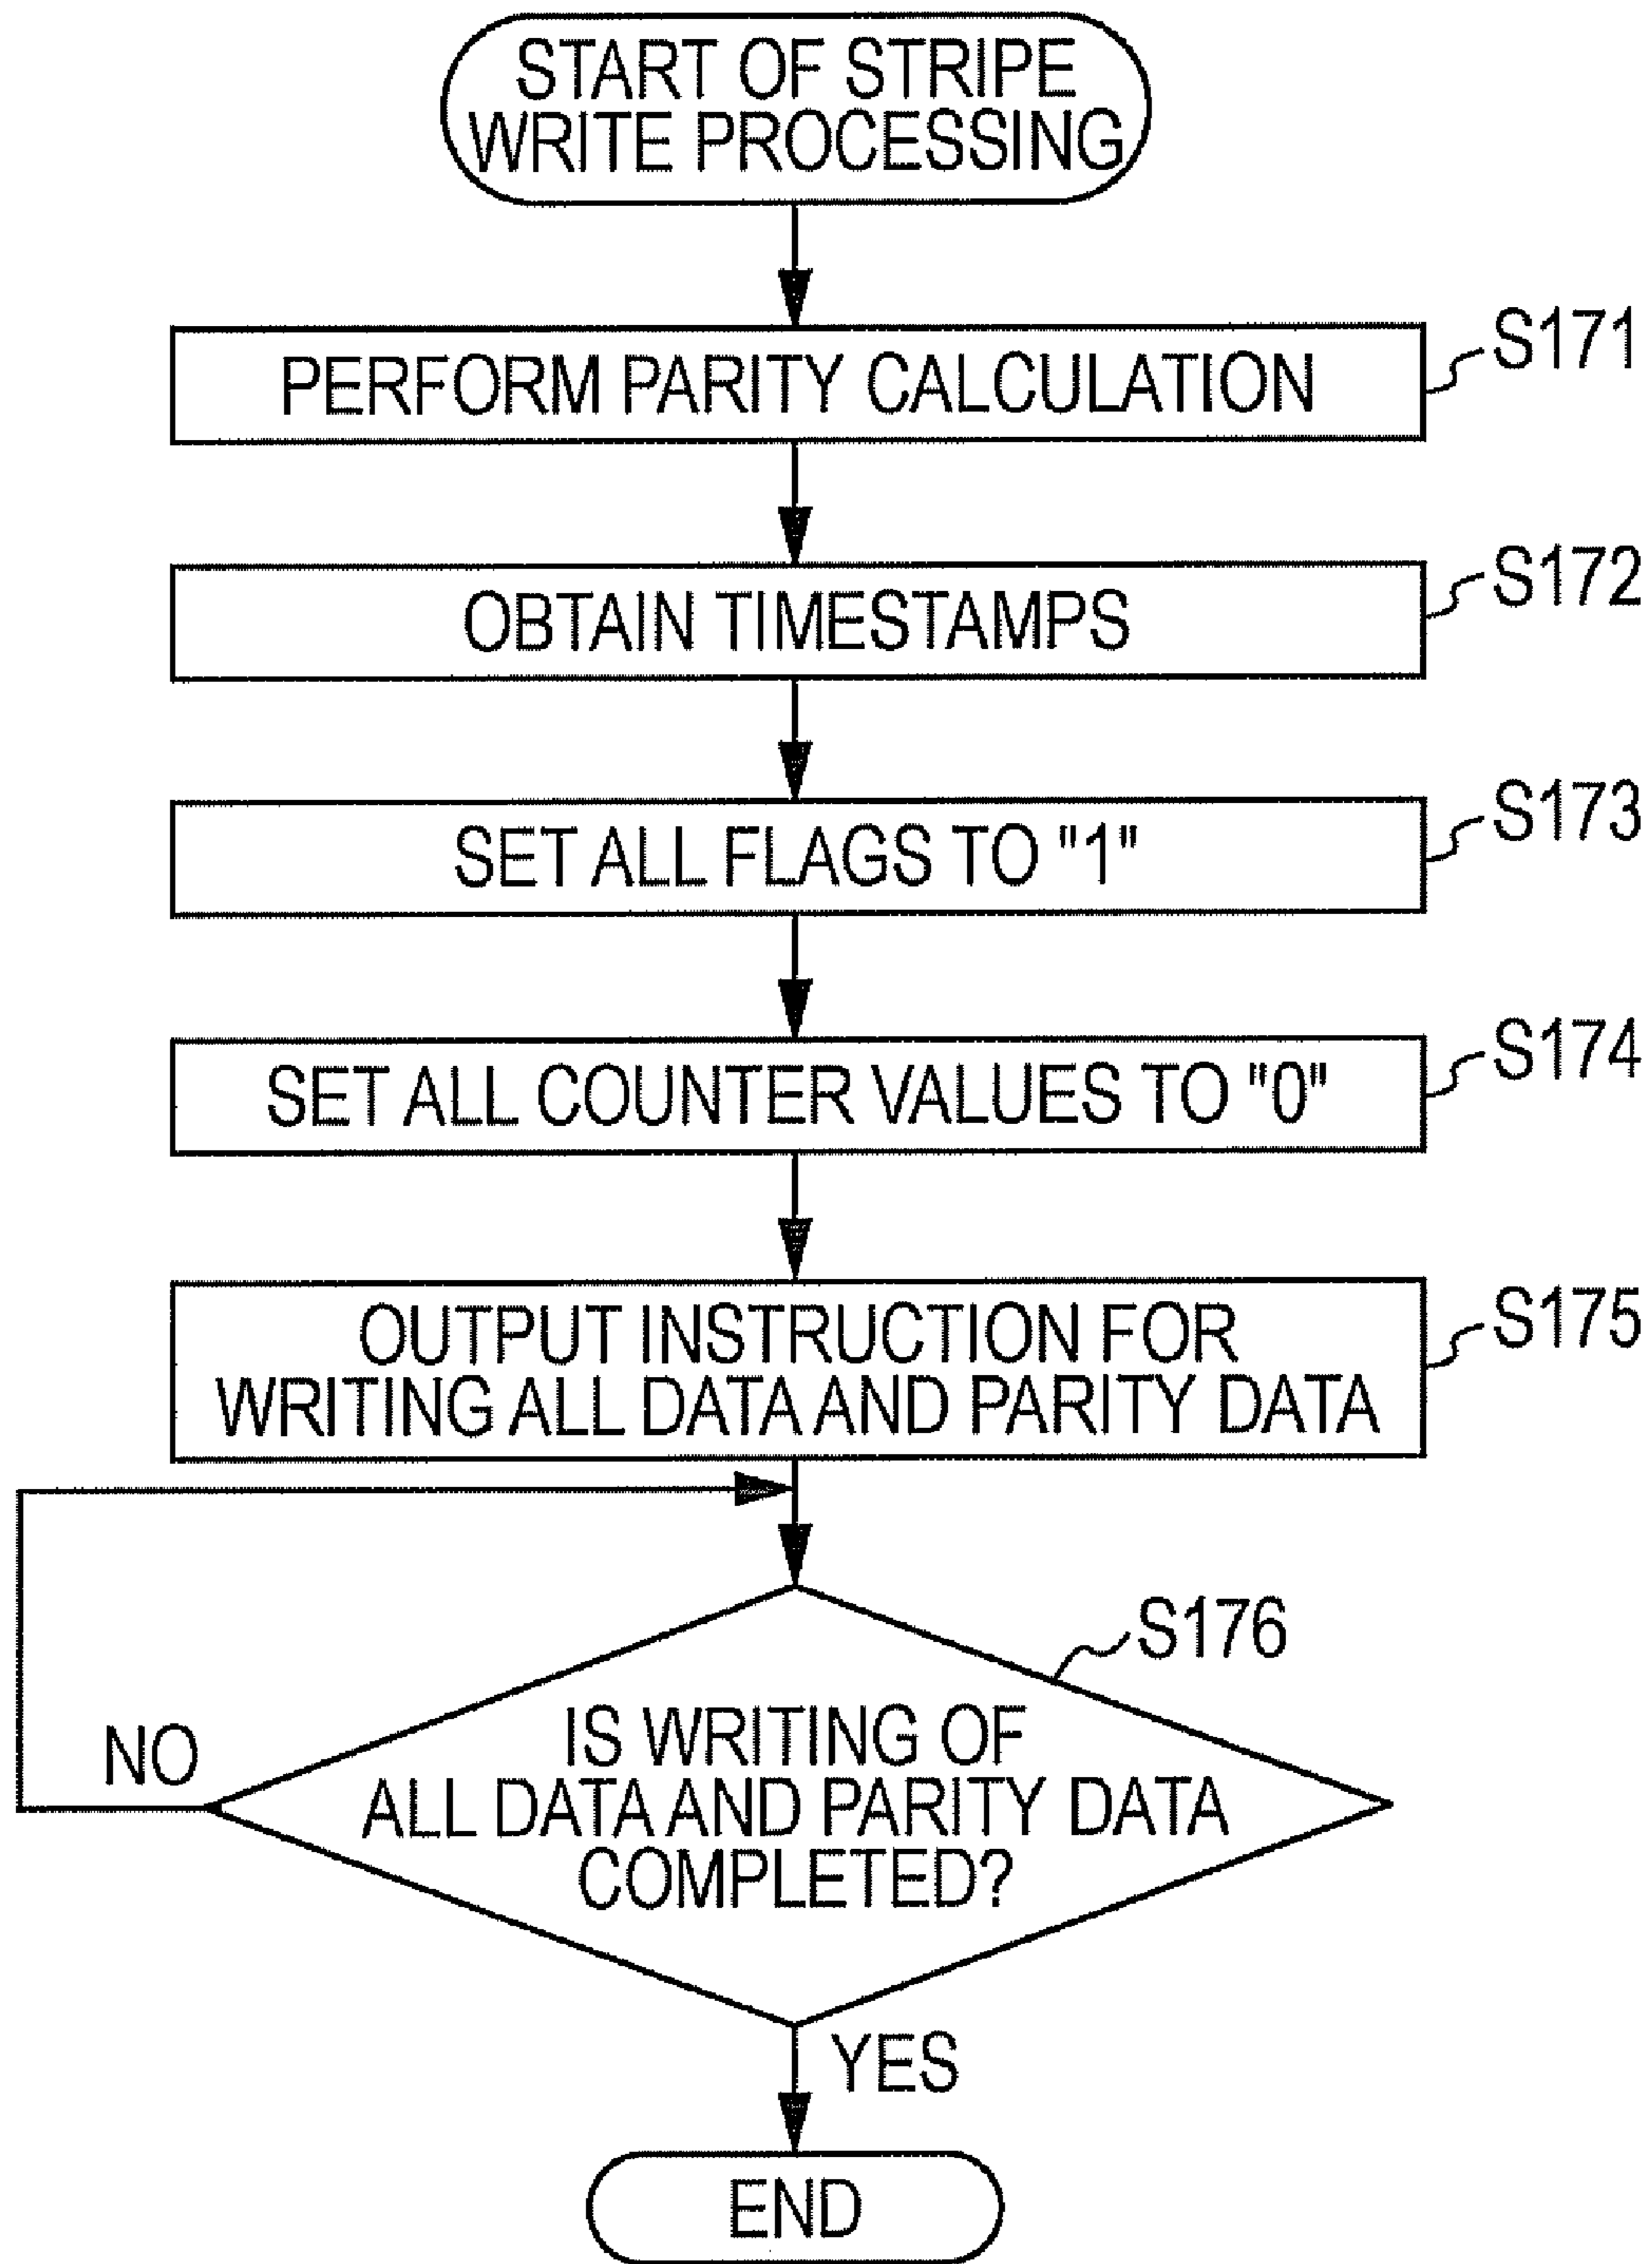 START OF STRIPE
WRITE PROCESSING
PERFORM PARITY CALCULATION
S171
OBTAIN TIMESTAMPS
S172
SET ALL FLAGS TO "1"
S173
SET ALL COUNTER VALUES TO "0"
S174
OUTPUT INSTRUCTION FOR
WRITING ALL DATA AND PARITY DATA
S175
S176
IS WRITING OF
ALL DATA AND PARITY DATA
COMPLETED?
NO
YES
END